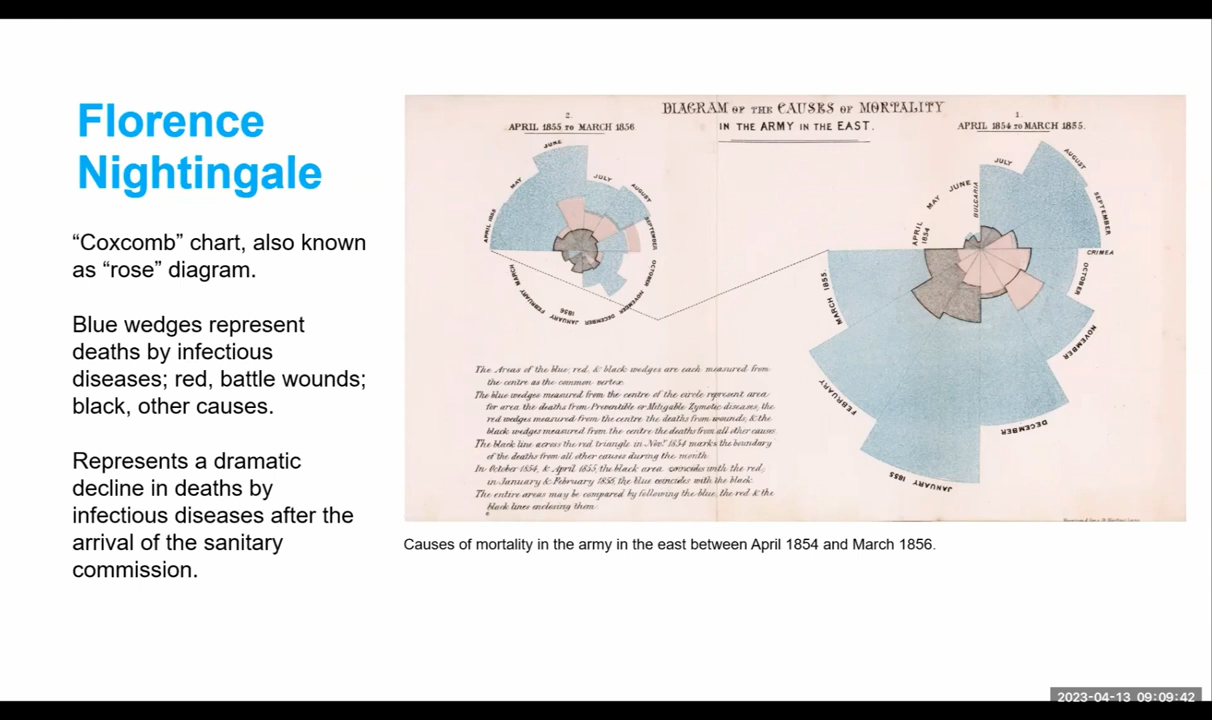 Florence
Nightingale
“Coxcomb” chart, also known
as “rose” diagram.
Blue wedges represent
deaths by infectious
diseases; red, battle wounds;
black, other causes.
Represents a dramatic
decline in deaths by
infectious diseases after the
arrival of the sanitary
commission.
DIAGRAM OF THE CAUSES OF MORTALITY
IN THE ARMY IN THE EAST.
2.
APRIL 1855 TO MARCH 1856
JUNE
JULY
MAY
AUGUST
APRIL 1855
SEPTEMBER
OCTOBER
NOVEMBER
DECEMBER
1856
JANUARY
FEBRUARY
MARCH
1.
APRIL 1854 TO MARCH 1855.
JULY
AUGUST
JUNE
BULGARIA
MAY
SEPTEMBER
APRIL
1854
CRIMEA
OCTOBER
MARCH 1855
NOVEMBER
FEBRUARY
DECEMBER
JANUARY 1855
The Areas of the blue, red, & black wedges are each measured from
the centre as the common vertex
The blue wedges measured from the centre of the circle represent area
for area the deaths from Preventible or Mitigable Zymotic diseases, the
red wedges measured from the centre the deaths from wounds, & the
black wedges measured from the centre the deaths from all other causes
The black line across the red triangle in Novr. 1854 marks the boundary
of the deaths from all other causes during the month
In October 1854, & April 1855, the black area coincides with the red,
in January & February 1856, the blue coincides with the black
The entire areas may be compared by following the blue, the red & the
black lines enclosing them
Causes of mortality in the army in the east between April 1854 and March 1856.
2023-04-13 09:09:42